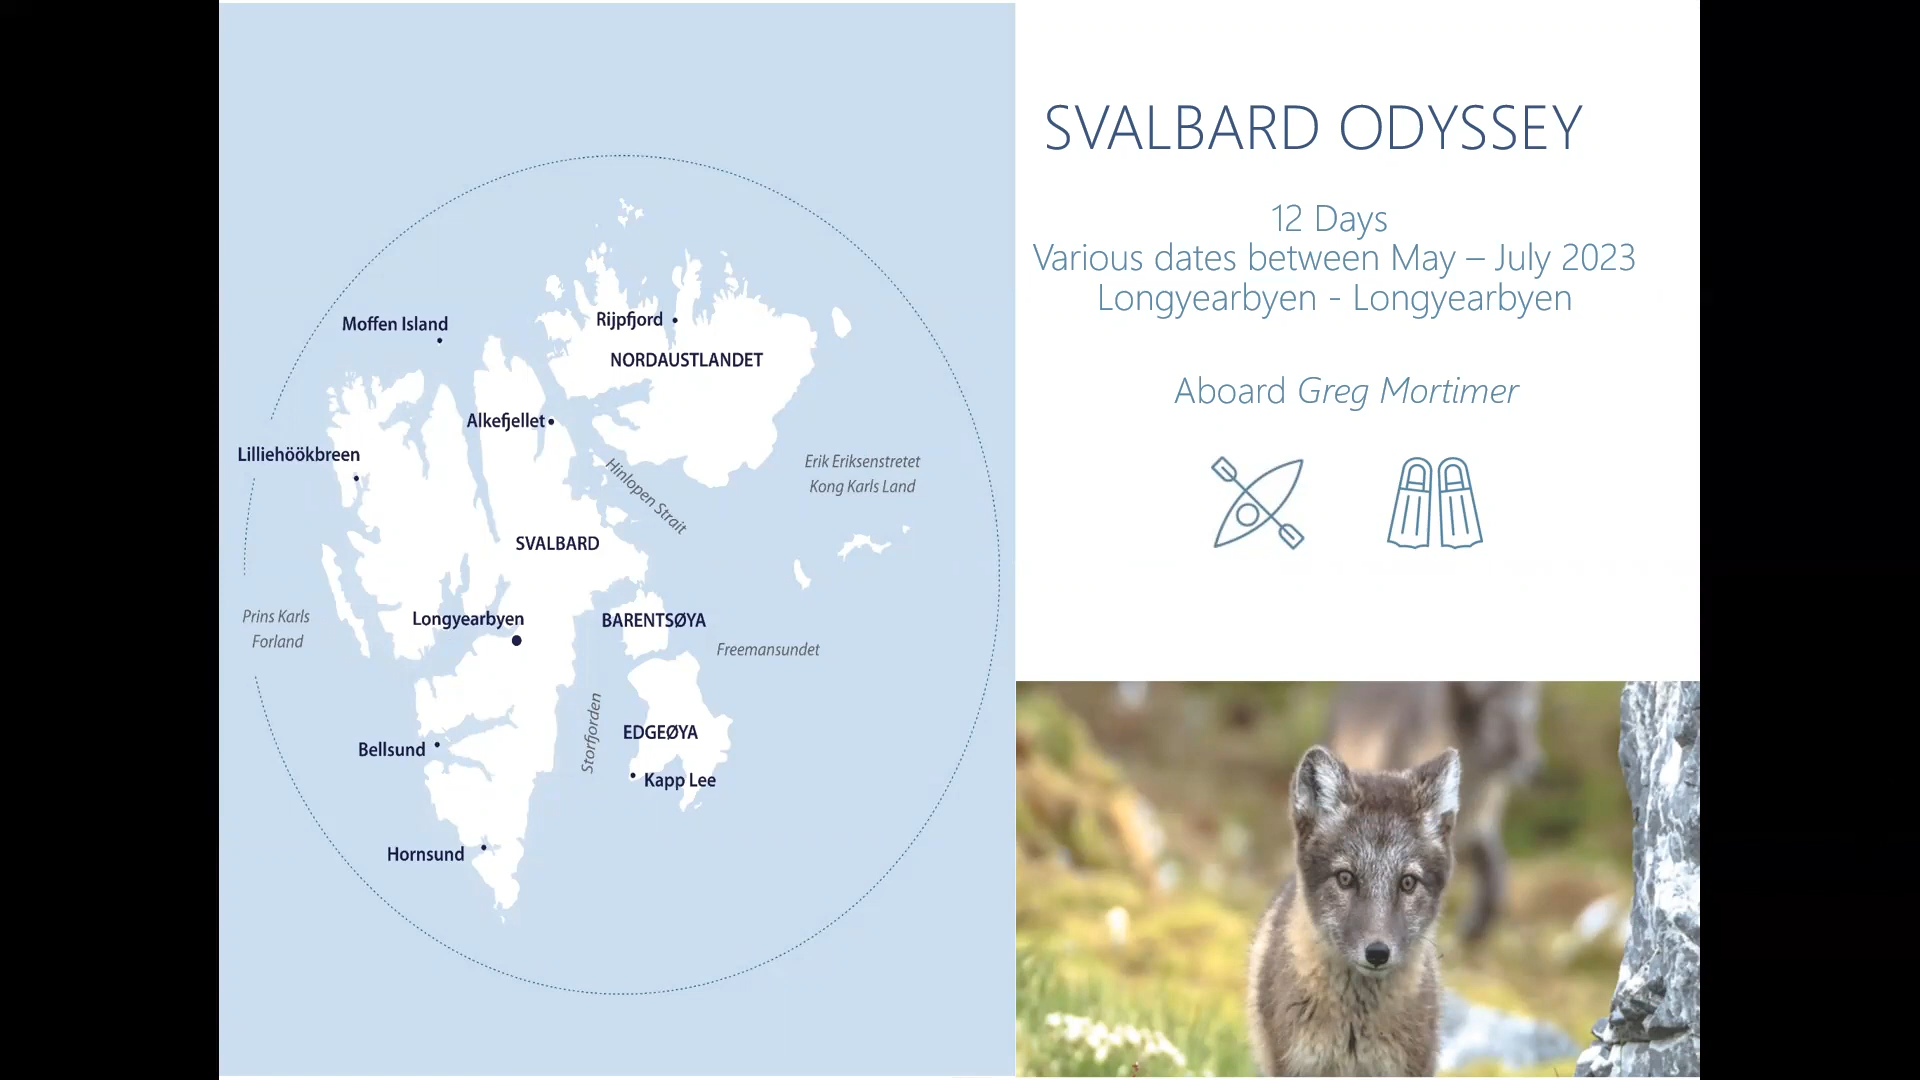 SVALBARD ODYSSEY
12 Days
Various dates between May – July 2023
Longyearbyen - Longyearbyen
Aboard Greg Mortimer
Moffen Island
Rijpfjord
NORDAUSTLANDET
Alkefjellet
Lilliehöökbreen
Hinlopen Strait
Erik Eriksenstretet
Kong Karls Land
SVALBARD
Prins Karls
Forland
Longyearbyen
BARENTSØYA
Freemansundet
Storfjorden
EDGEØYA
Bellsund
Kapp Lee
Hornsund